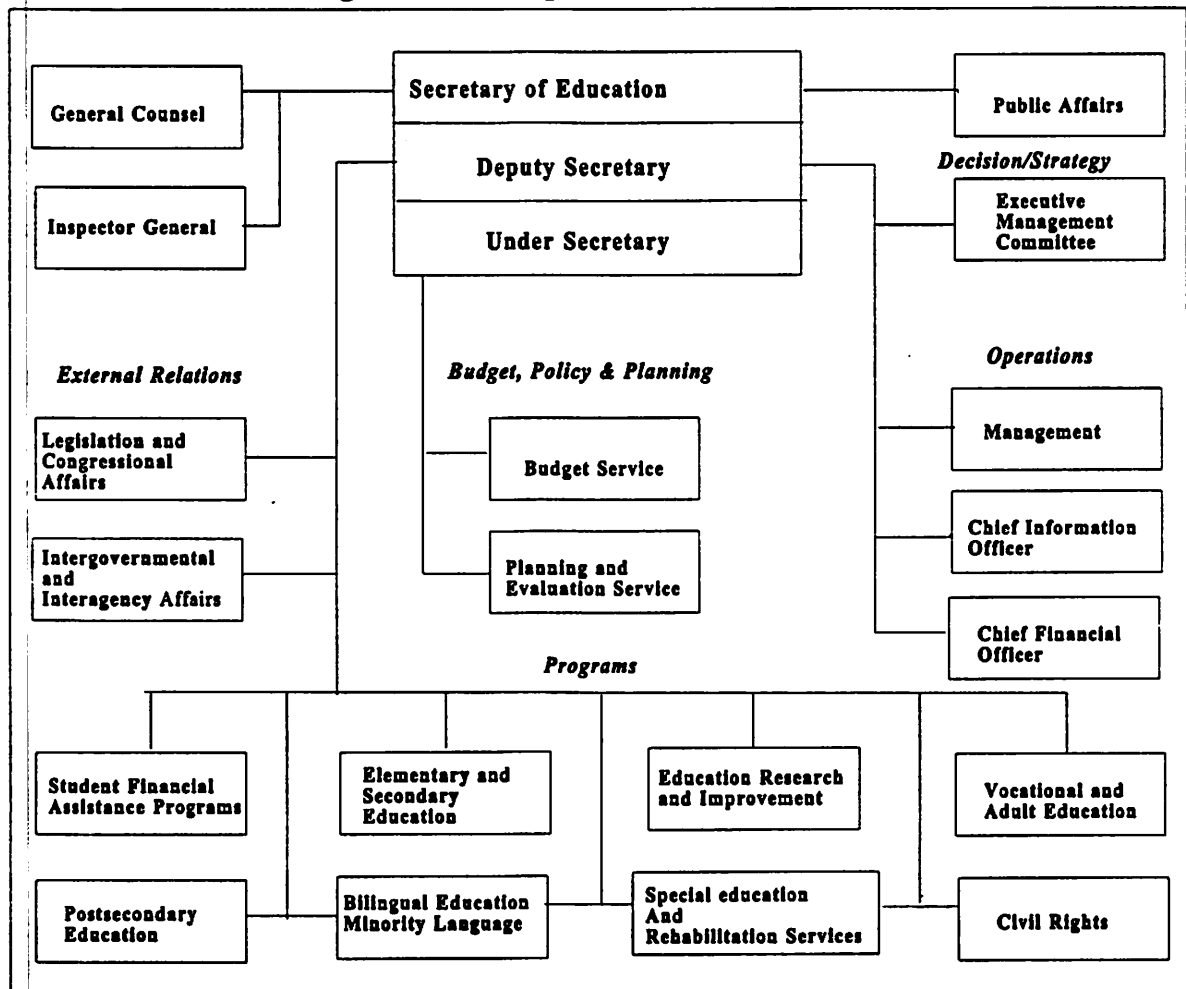 Secretary of Education
General Counsel
Public Affairs
Deputy Secretary
Decision/Strategy
Inspector General
Executive
Management
Committee
Under Secretary
External Relations
Budget, Policy & Planning
Operations
Legislation and
Congressional
Affairs
Budget Service
Management
Intergovernmental
and
Interagency Affairs
Planning and
Evaluation Service
Chief Information
Officer
Chief Financial
Officer
Programs
Student Financial
Assistance Programs
Elementary and
Secondary
Education
Education Research
and Improvement
Vocational and
Adult Education
Postsecondary
Education
Bilingual Education
Minority Language
Special education
And
Rehabilitation Services
Civil Rights